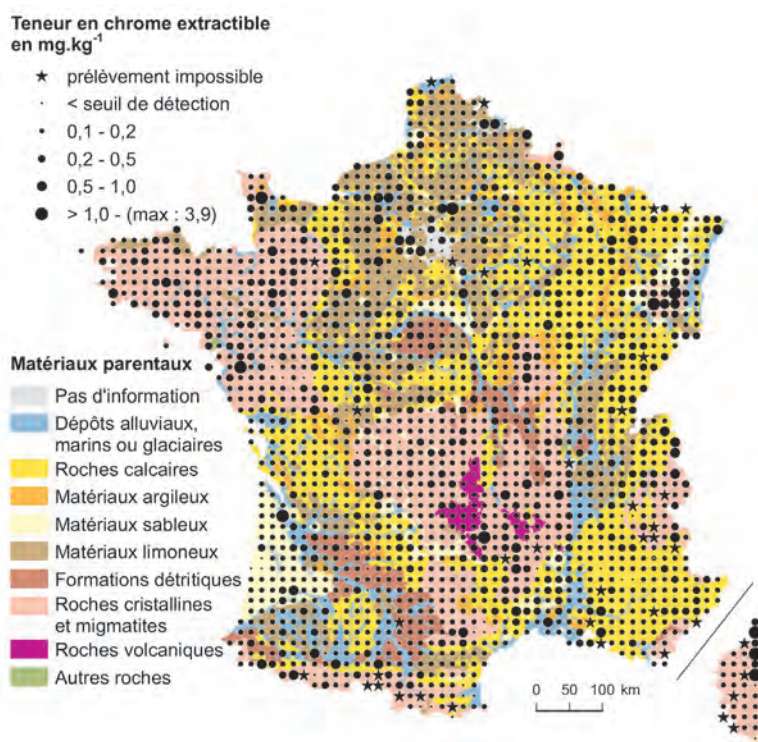 Teneur en chrome extractible
en mg.kg⁻¹
prélèvement impossible
< seuil de détection
0,1 - 0,2
0,2 - 0,5
0,5 - 1,0
> 1,0 - (max : 3,9)
Matériaux parentaux
Pas d'information
Dépôts alluviaux,
marins ou glaciaires
Roches calcaires
Matériaux argileux
Matériaux sableux
Matériaux limoneux
Formations détritiques
Roches cristallines
et migmatites
Roches volcaniques
Autres roches
0 50 100 km